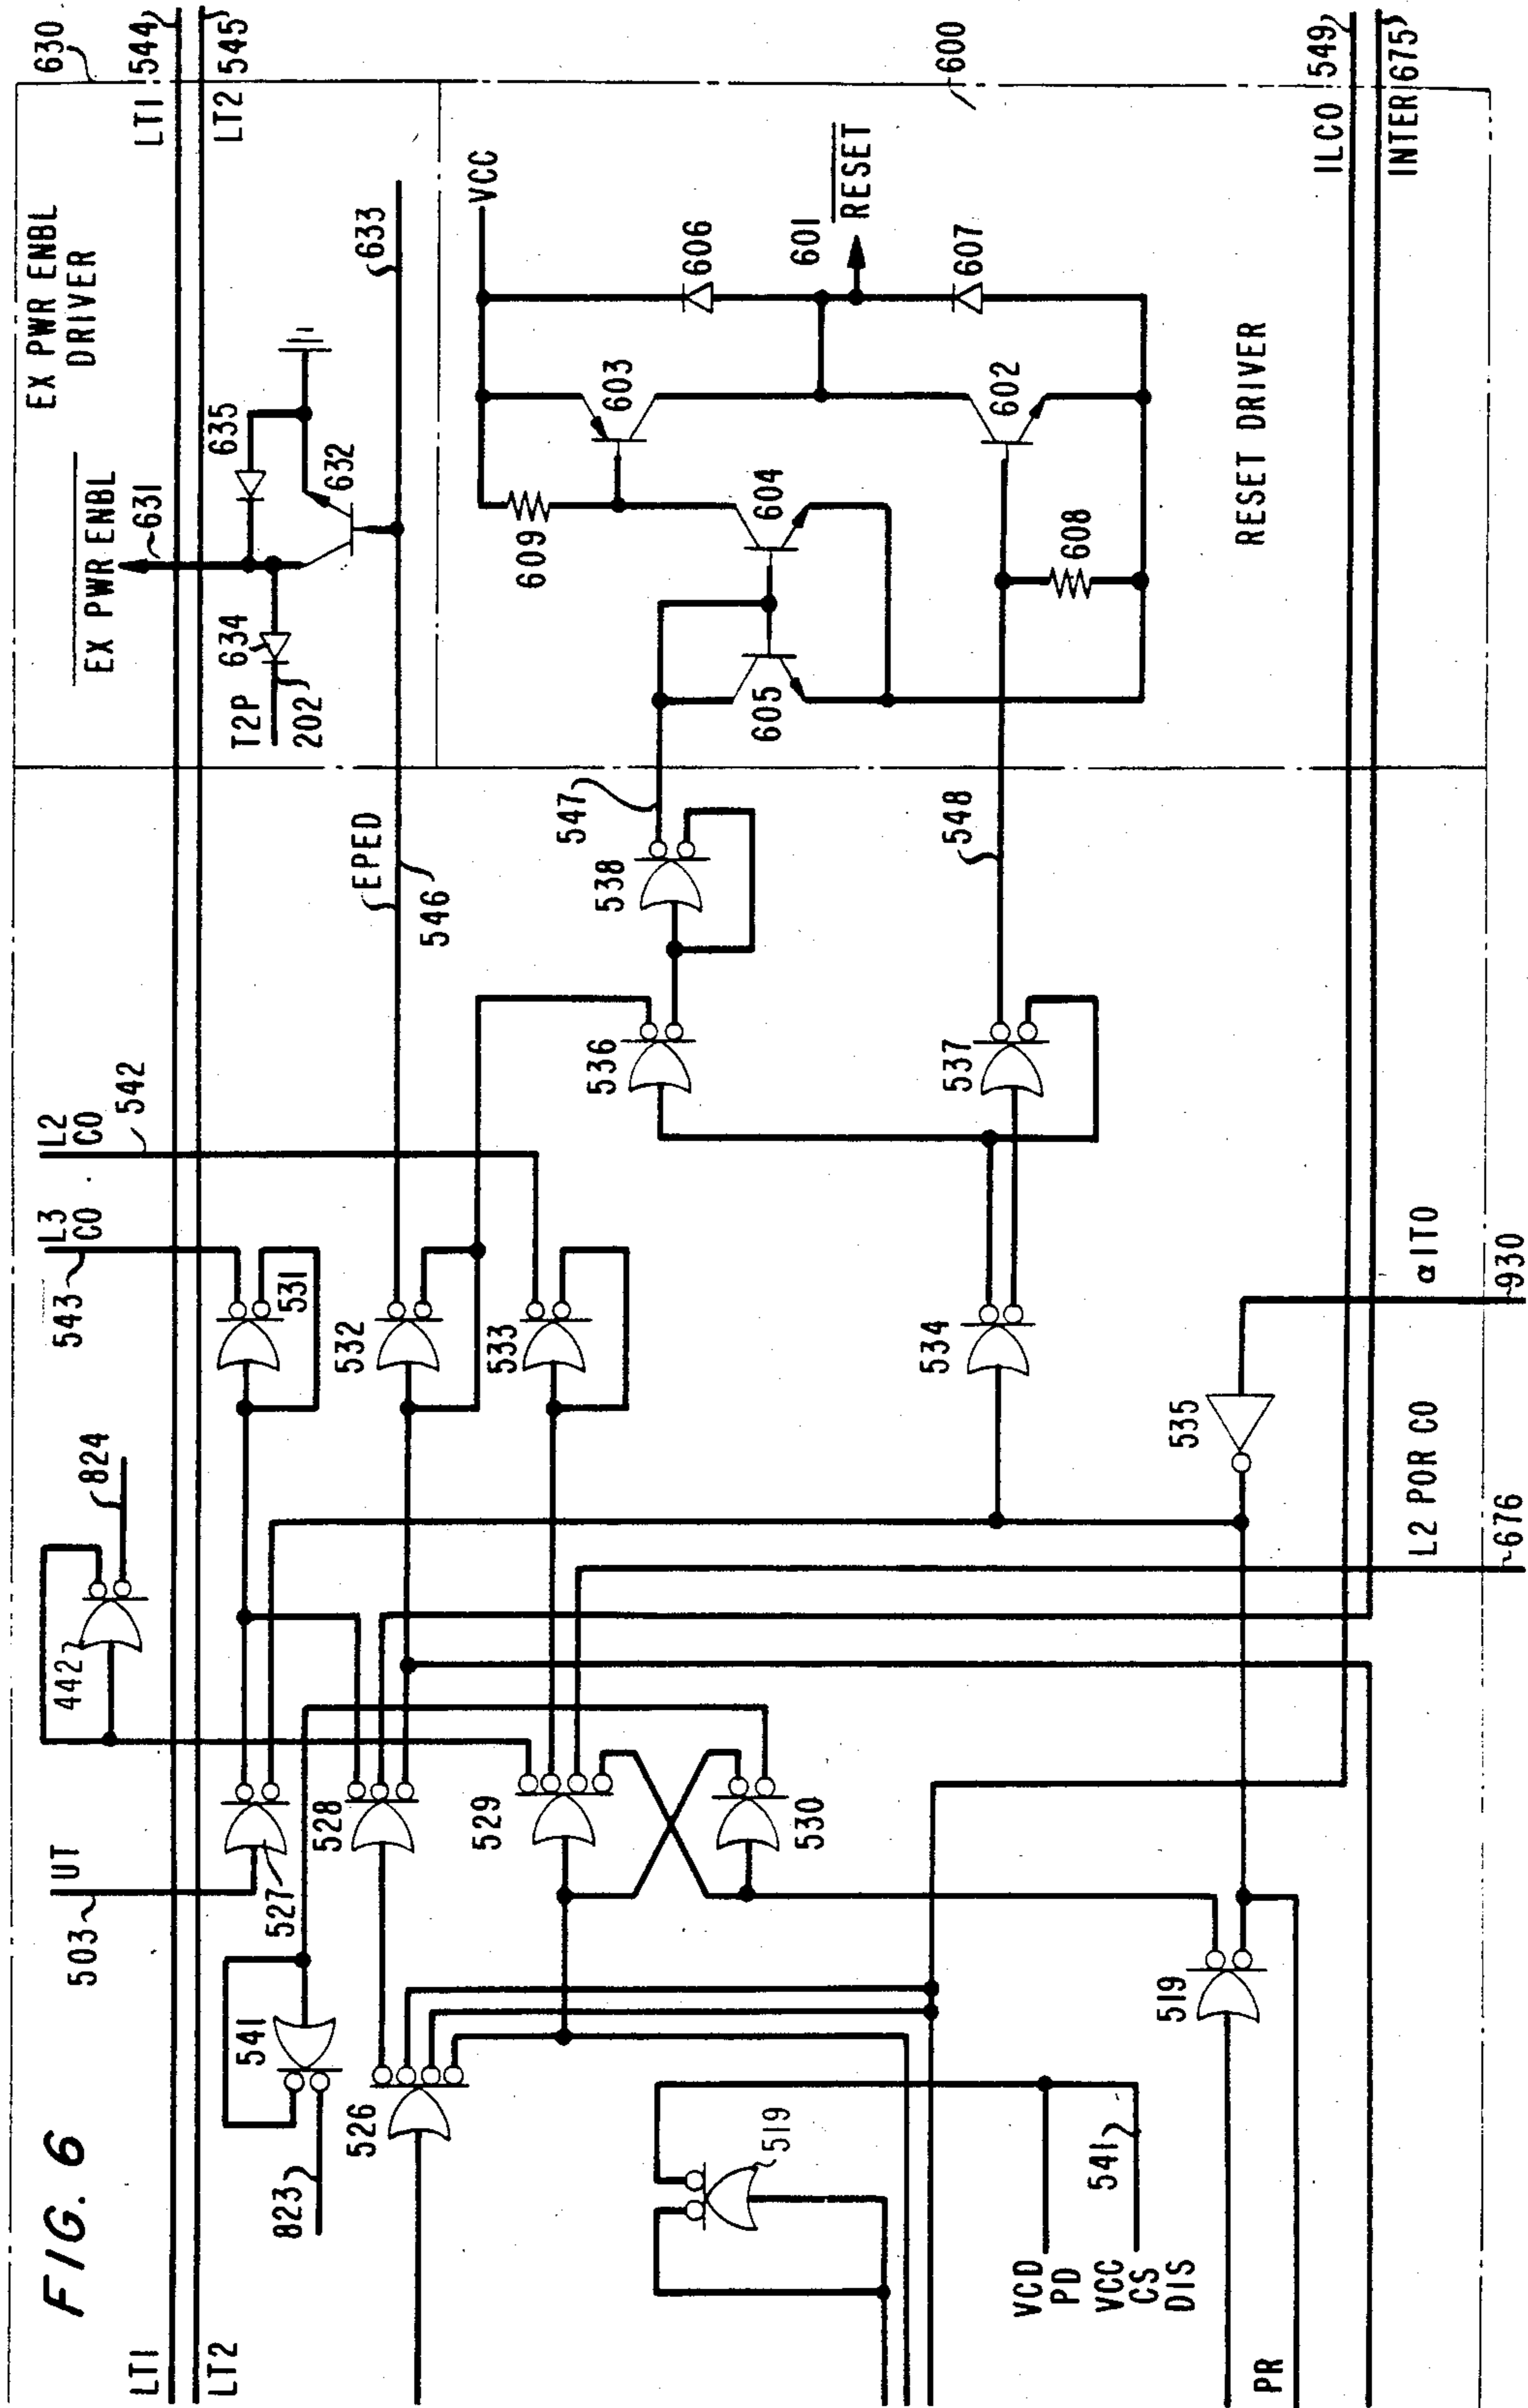 FIG. 6
LT1
LT2
LT1 544
LT2 545
630
EX PWR ENBL
DRIVER
EX PWR ENBL
631
635
632
634
T2P
202
633
EPED
546
L2
CO
542
L3
CO
543
531
532
533
824
442
UT
503
527
528
529
530
541
823
526
519
VCD
PD
VCC
CS
DIS
541
519
PR
534
535
536
537
538
547
548
VCC
609
603
604
605
606
601
RESET
607
602
608
RESET DRIVER
600
ILCO 549
INTER 675
αITO
930
L2 POR CO
676